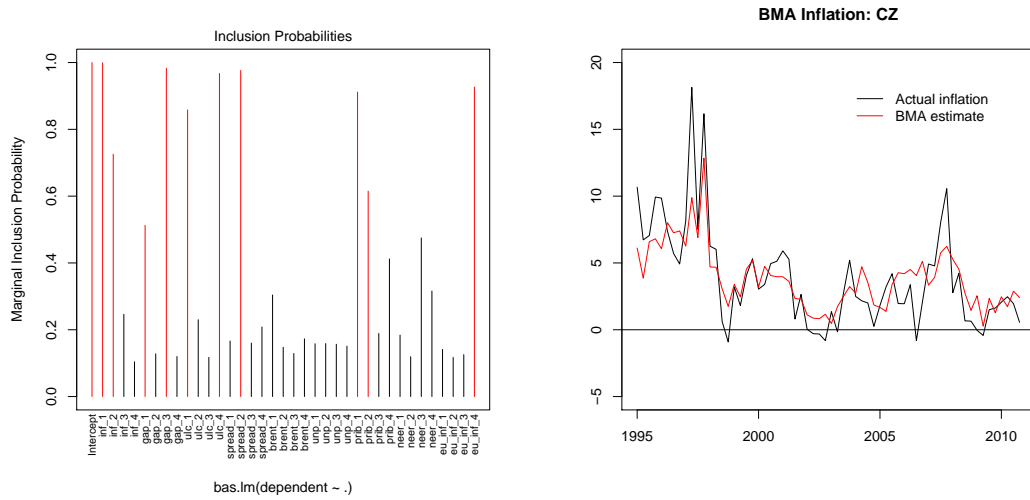 Inclusion Probabilities
Marginal Inclusion Probability
0.0
0.2
0.4
0.6
0.8
1.0
Intercept
inf_1
inf_2
inf_3
inf_4
gap_1
gap_2
gap_3
gap_4
ulc_1
ulc_2
ulc_3
ulc_4
spread_1
spread_2
spread_3
spread_4
brent_1
brent_2
brent_3
brent_4
unp_1
unp_2
unp_3
unp_4
prib_1
prib_2
prib_3
prib_4
neer_1
neer_2
neer_3
neer_4
eu_inf_1
eu_inf_2
eu_inf_3
eu_inf_4
bas.lm(dependent ~ .)
BMA Inflation: CZ
Actual inflation
BMA estimate
20
15
10
5
0
−5
1995 2000 2005 2010